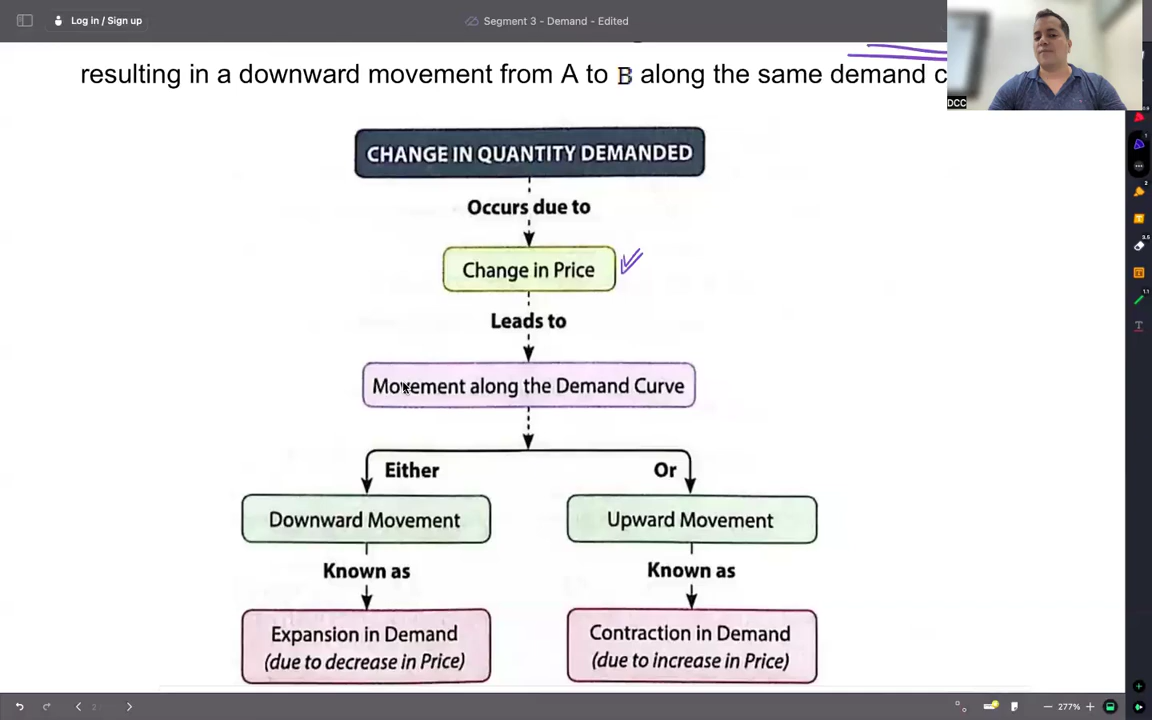 Log in / Sign up
Segment 3 - Demand - Edited
resulting in a downward movement from A to B along the same demand c
DCC
CHANGE IN QUANTITY DEMANDED
Occurs due to
Change in Price
Leads to
Movement along the Demand Curve
Either
Or
Downward Movement
Upward Movement
Known as
Known as
Expansion in Demand
(due to decrease in Price)
Contraction in Demand
(due to increase in Price)
277%